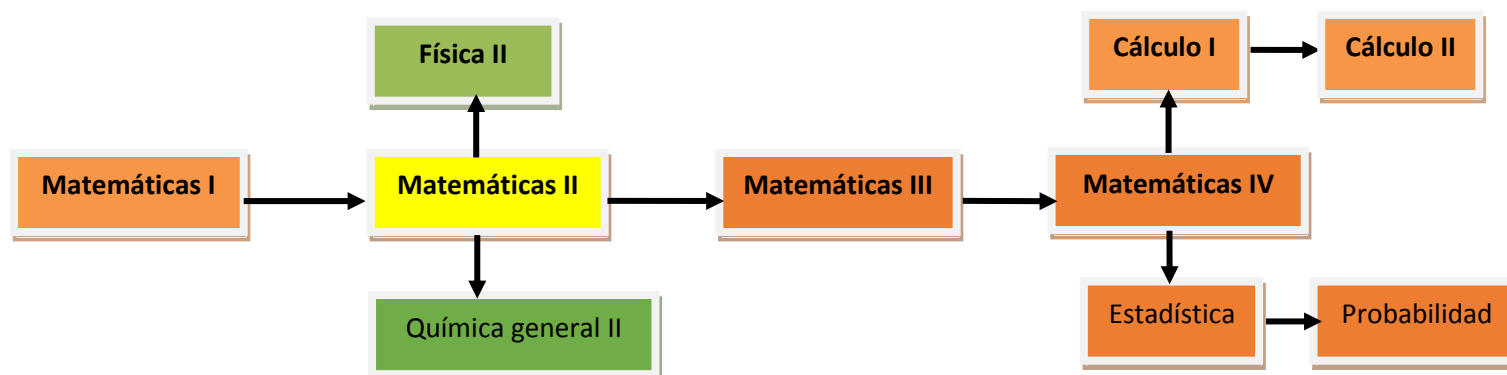 Física II
Cálculo I
Cálculo II
Matemáticas I
Matemáticas II
Matemáticas III
Matemáticas IV
Química general II
Estadística
Probabilidad